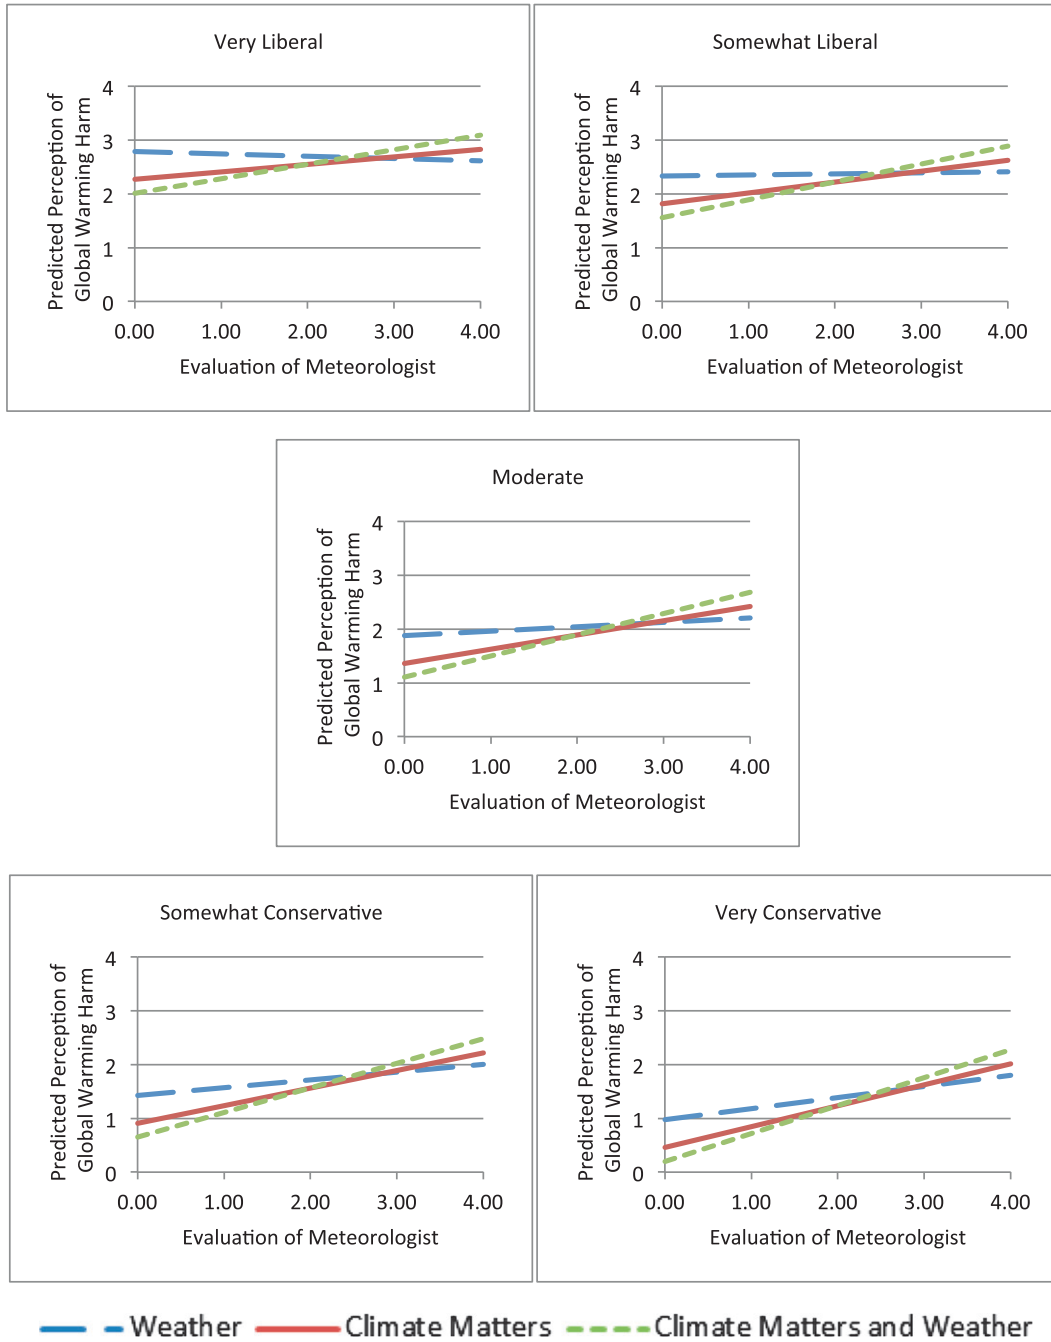 Very Liberal
Predicted Perception of
Global Warming Harm
4
3
2
1
0
0.00 1.00 2.00 3.00 4.00
Evaluation of Meteorologist
Somewhat Liberal
Predicted Perception of
Global Warming Harm
4
3
2
1
0
0.00 1.00 2.00 3.00 4.00
Evaluation of Meteorologist
Moderate
Predicted Perception of
Global Warming Harm
4
3
2
1
0
0.00 1.00 2.00 3.00 4.00
Evaluation of Meteorologist
Somewhat Conservative
Predicted Perception of
Global Warming Harm
4
3
2
1
0
0.00 1.00 2.00 3.00 4.00
Evaluation of Meteorologist
Very Conservative
Predicted Perception of
Global Warming Harm
4
3
2
1
0
0.00 1.00 2.00 3.00 4.00
Evaluation of Meteorologist
Weather Climate Matters Climate Matters and Weather